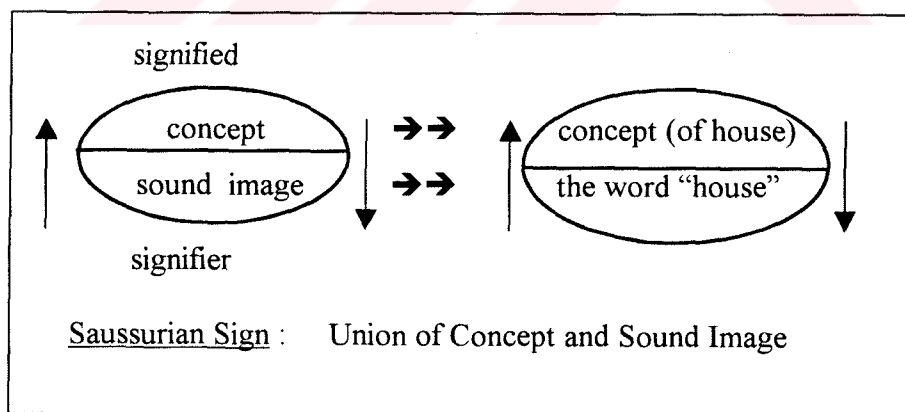 signified
concept ➔➔ concept (of house)
sound image ➔➔ the word “house”
signifier
Saussurian Sign : Union of Concept and Sound Image